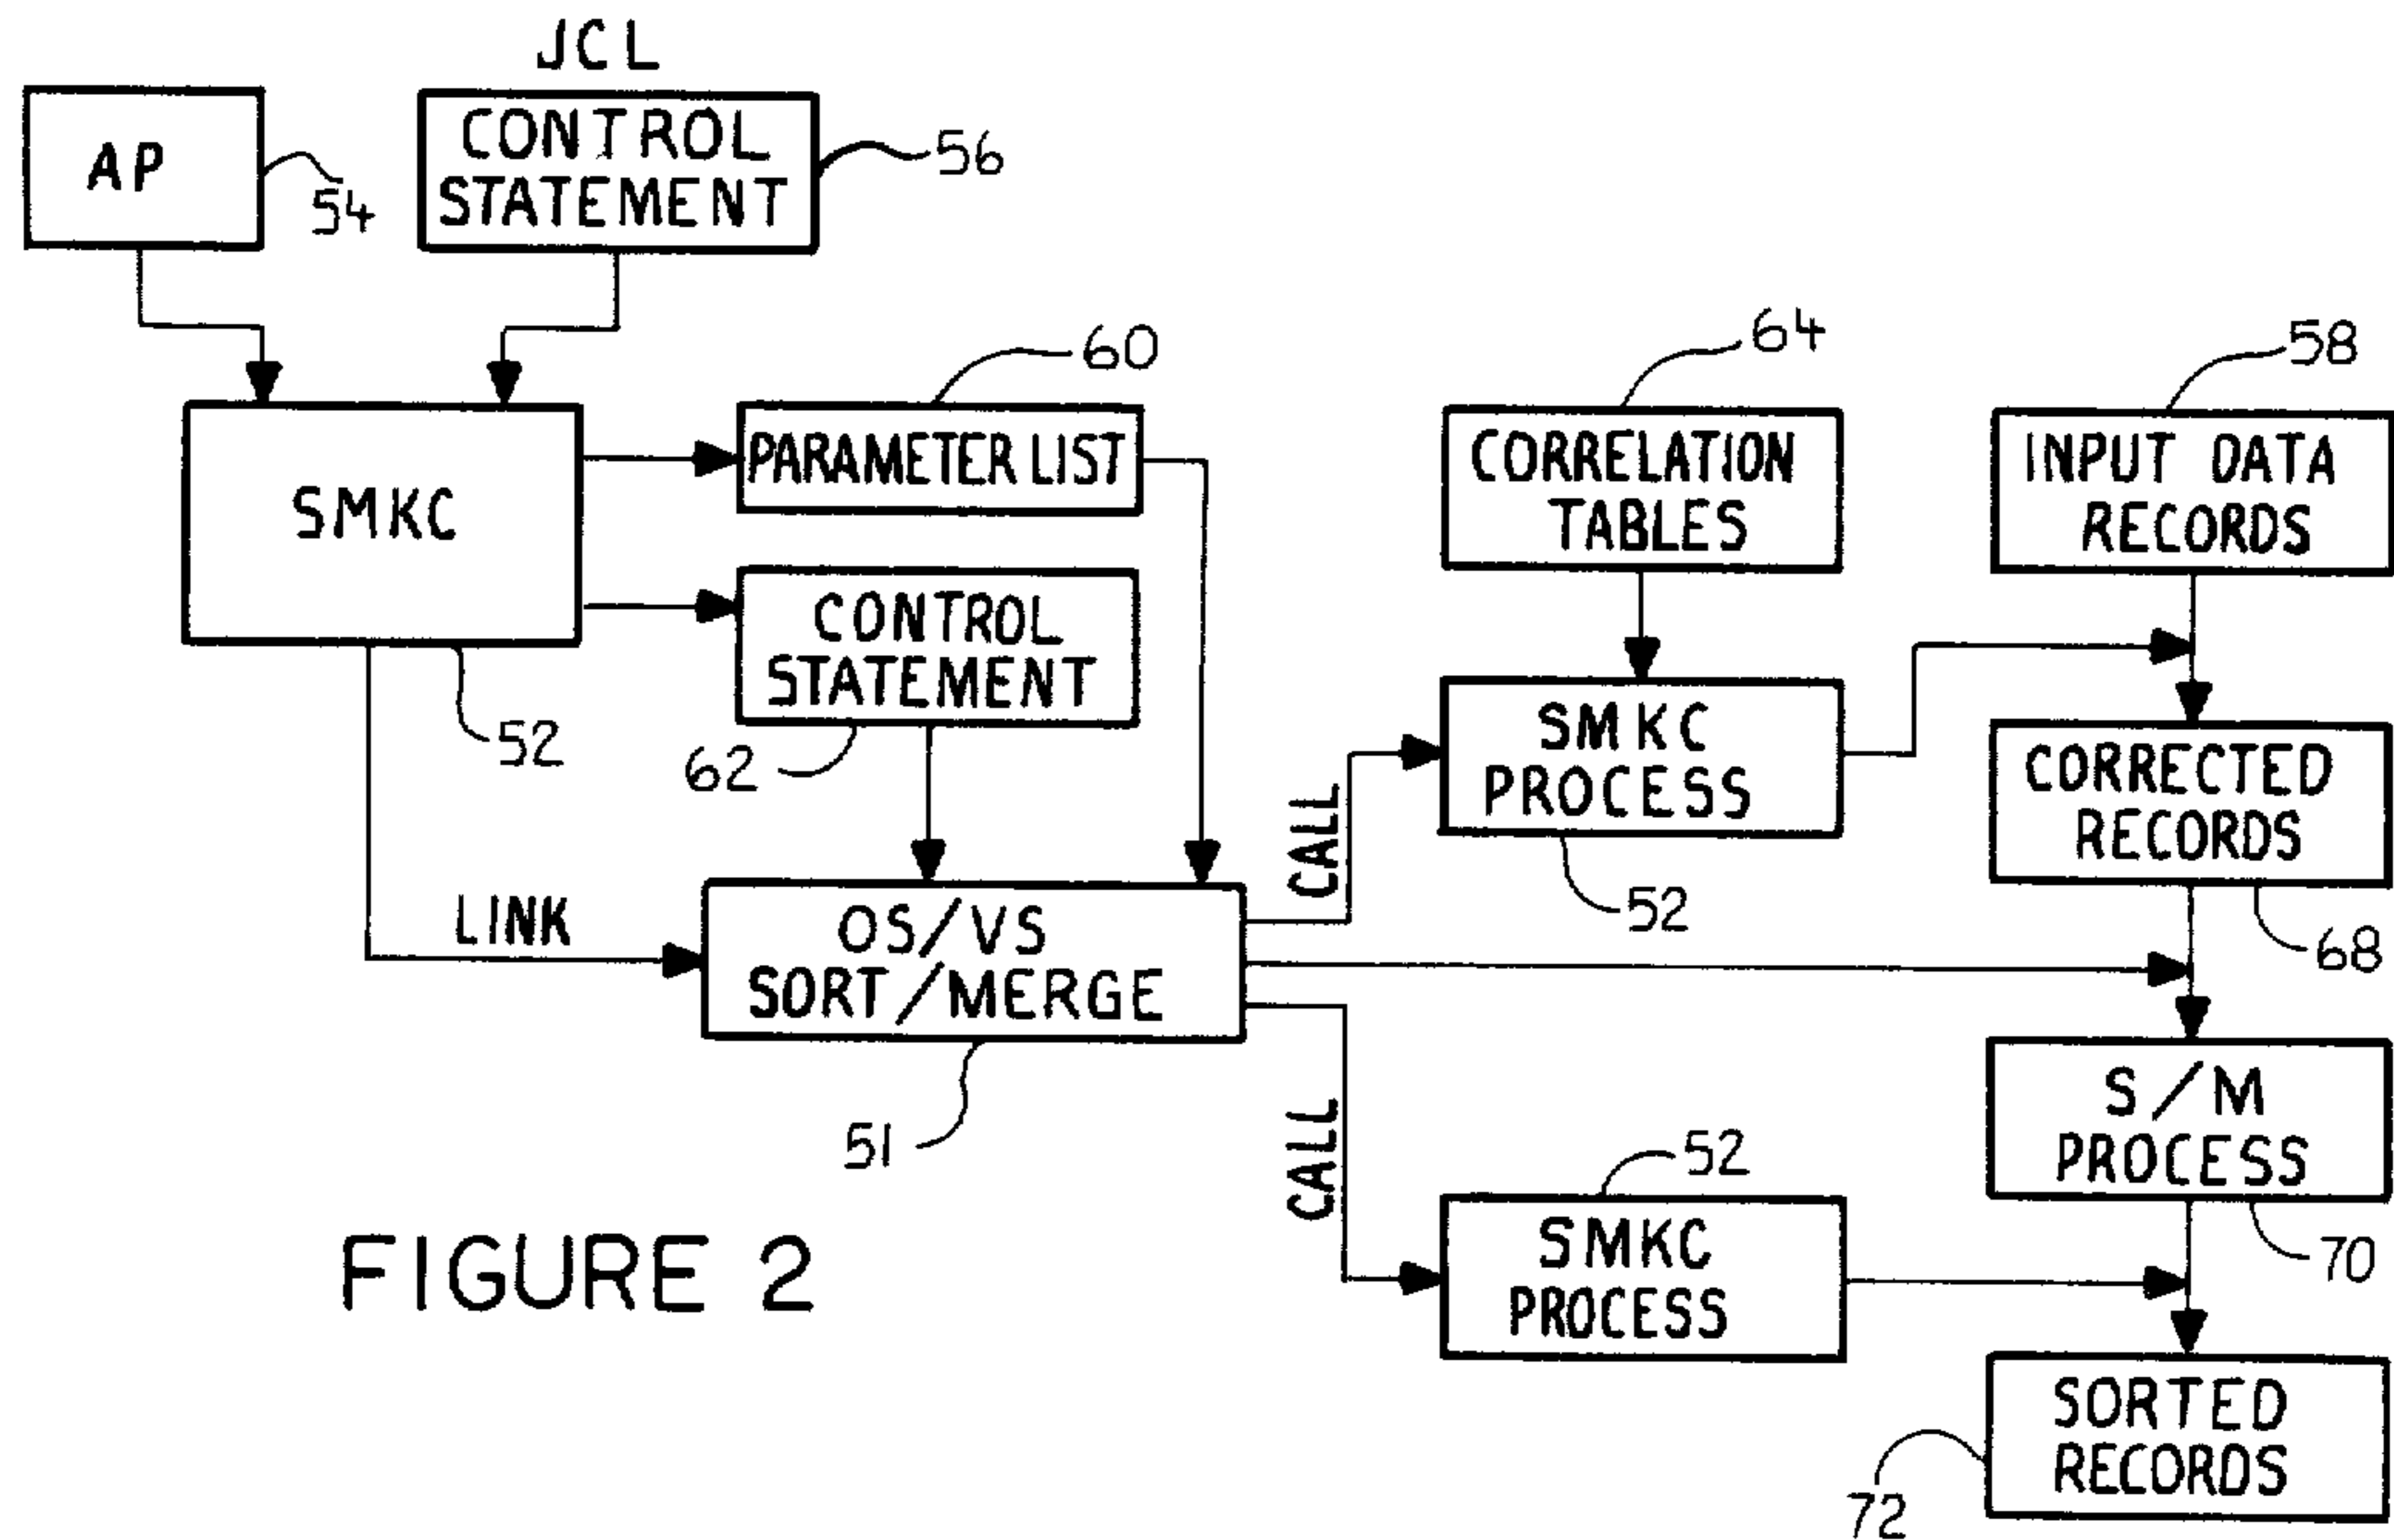 JCL
AP
54
CONTROL
STATEMENT
56
SMKC
52
60
PARAMETER LIST
CONTROL
STATEMENT
62
LINK
OS/VS
SORT/MERGE
51
CALL
CALL
64
CORRELATION
TABLES
SMKC
PROCESS
52
52
SMKC
PROCESS
58
INPUT DATA
RECORDS
CORRECTED
RECORDS
68
S/M
PROCESS
70
SORTED
RECORDS
72
FIGURE 2